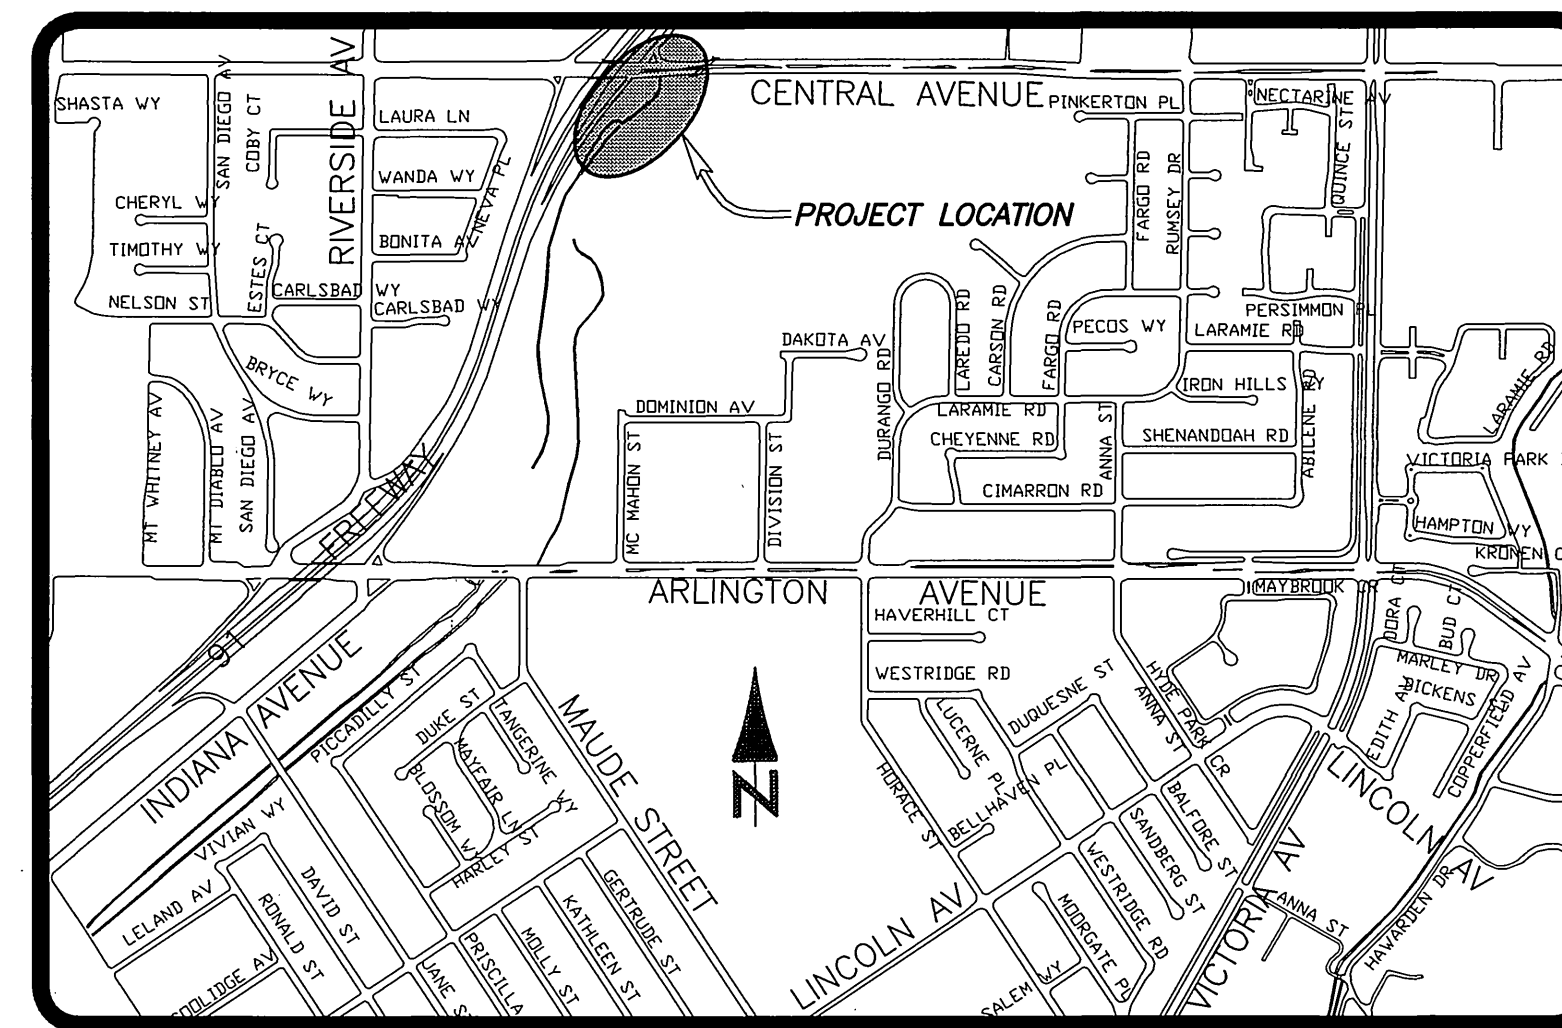 CENTRAL AVENUE
PINKERTON PL
NECTARINE AV
SHASTA WY
SAN DIEGO AV
COBY CT
RIVERSIDE AV
LAURA LN
QUINCE ST
WANDA WY
NEVA PL
FARGO RD
RUMSEY DR
CHERYL WY
PROJECT LOCATION
TIMOTHY WY
ESTES CT
BONITA AV
NELSON ST
CARLSBAD WY
CARLSBAD WY
LAREDO RD
CARSON RD
FARGO RD
PERSIMMON PL
PECOS WY
LARAMIE RD
DAKOTA AV
DURANGO RD
BRYCE WY
IRON HILLS WY
LARAMIE RD
DOMINION AV
LARAMIE RD
ANNA ST
ABILENE RD
MT WHITNEY AV
MT DIABLO AV
SAN DIEGO AV
CHEYENNE RD
SHENANDOAH RD
FREEWAY
MC MAHON ST
DIVISION ST
VICTORIA PARK
CIMARRON RD
HAMPTON WY
KRONEN
ARLINGTON AVENUE
MAYBROOK CR
DORA CT
BUD CT
HAVERHILL CT
91
INDIANA AVENUE
PICCADILLY ST
WESTRIDGE RD
DUQUESNE ST
HYDE PARK CR
ANNA ST
MARLEY DR
DICKENS
EDITH AV
COPPERFIELD AV
DUKE ST
TANGERINE WY
MAYFAIR LN
BLOSSOM WY
HARLEY ST
MAUDE STREET
N
LUCERNE PL
HORACE ST
BELLHAVEN PL
BALFORE ST
SANDBERG ST
WESTRIDGE RD
LINCOLN AV
VICTORIA AV
VIVIAN WY
LELAND AV
RONALD ST
DAVID ST
GERTRUDE ST
KATHLEEN ST
MOLLY ST
PRISCILLA
JANE ST
LINCOLN AV
MOORGATE PL
SALEM WY
ANNA ST
HAWARDEN DR